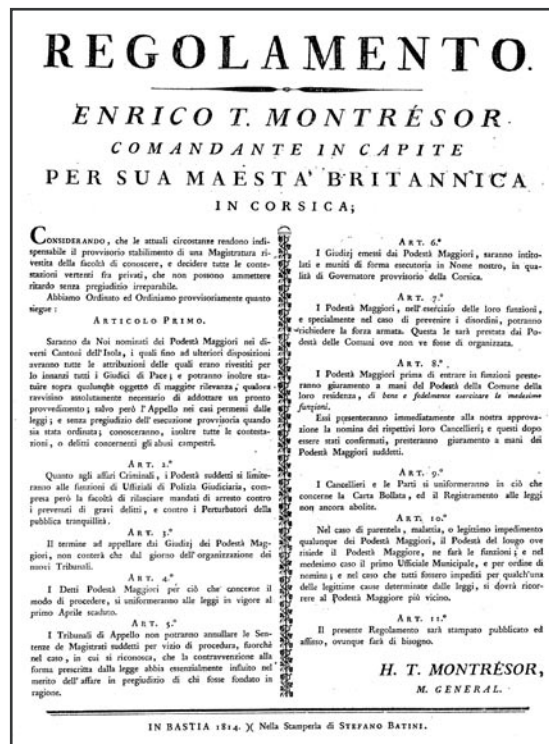 REGOLAMENTO.
ENRICO T. MONTRÉSOR
COMANDANTE IN CAPITE
PER SUA MAESTA' BRITANNICA
IN CORSICA;
CONSIDERANDO, che le attuali circostanze rendono indi-
spensabile il provvisorio stabilimento di una Magistratura ri-
vestita della facoltà di conoscere, e decidere tutte le conte-
stazioni vertenti fra privati, che non possono ammettere
ritardo senza pregiudizio irreparabile.
Abbiamo Ordinato ed Ordiniamo provvisoriamente quanto
siegue:
ARTICOLO PRIMO.
Saranno da Noi nominati dei Podestà Maggiori nei di-
versi Cantoni dell'Isola, i quali fino ad ulteriori disposizioni
avranno tutte le attribuzioni delle quali erano rivestiti per
lo innanzi tutti i Giudici di Pace; e potranno inoltre sta-
tuire sopra qualunque oggetto di maggior rilevanza, qualora
ravvisino assolutamente necessario di addottare un pronto
provvedimento; salvo però l'Appello nei casi permessi dalle
leggi; e senza pregiudizio dell'esecuzione provvisoria quando
sia stata ordinata; conosceranno, inoltre tutte le contesta-
zioni, o delitti concernenti gli abusi campestri.
ART. 2.º
Quanto agli affari Criminali, i Podestà suddetti si limite-
ranno alle funzioni di Uffiziali di Polizia Giudiciaria, com-
presa però la facoltà di rilasciare mandati di arresto contro
i prevenuti di gravi delitti, e contro i Perturbatori della
pubblica tranquillità.
ART. 3.º
Il termine ad appellare dai Giudizj dei Podestà Mag-
giori, non conterà che dal giorno dell'organizzazione dei
nuovi Tribunali.
ART. 4.º
I Detti Podestà Maggiori per ciò che concerne il
modo di procedere, si uniformeranno alle leggi in vigore al
primo Aprile scaduto.
ART. 5.º
I Tribunali di Appello non potranno annullare le Sen-
tenze de Magistrati suddetti per vizio di procedura, fuorchè
nel caso, in cui si riconosca, che la contravvenzione alla
forma prescritta dalla legge abbia essenzialmente influito nel
merito dell'affare in pregiudizio di chi fosse fondato in
ragione.
ART. 6.º
I Giudizj emessi dai Podestà Maggiori, saranno intito-
lati e muniti di forma esecutoria in Nome nostro, in qua-
lità di Governatore provvisorio della Corsica.
ART. 7.º
I Podestà Maggiori, nell'esercizio delle loro funzioni,
e specialmente nel caso di prevenire i disordini, potranno
richiedere la forza armata. Questa le sarà prestata dai Po-
destà delle Comuni ove non ve fosse di organizzata.
ART. 8.º
I Podestà Maggiori prima di entrare in funzioni preste-
ranno giuramento a mani del Podestà della Comune della
loro residenza, di bene e fedelmente esercitare le medesime
funzioni.
Essi presenteranno immediatamente alla nostra approva-
zione la nomina dei rispettivi loro Cancellieri; e questi dopo
essere stati confermati, presteranno giuramento a mani dei
Podestà Maggiori suddetti.
ART. 9.º
I Cancellieri e le Parti si uniformeranno in ciò che
concerne la Carta Bollata, ed il Registramento alle leggi
non ancora abolite.
ART. 10.º
Nel caso di parentela, malattia, o legittimo impedimento
qualunque dei Podestà Maggiori, il Podestà del luogo ove
risiede il Podestà Maggiore, ne farà le funzioni; e nel
medesimo caso il primo Uffiziale Municipale, e per ordine di
nomina; e nel caso che tutti fossero impediti per qualch'una
delle legittime cause determinate dalle leggi, si dovrà ricor-
rere al Podestà Maggiore più vicino.
ART. 11.º
Il presente Regolamento sarà stampato pubblicato ed
affisso, ovunque farà di bisogno.
H. T. MONTRÉSOR,
M. GENERAL.
IN BASTIA 1814. )( Nella Stamperia di STEFANO BATINI.